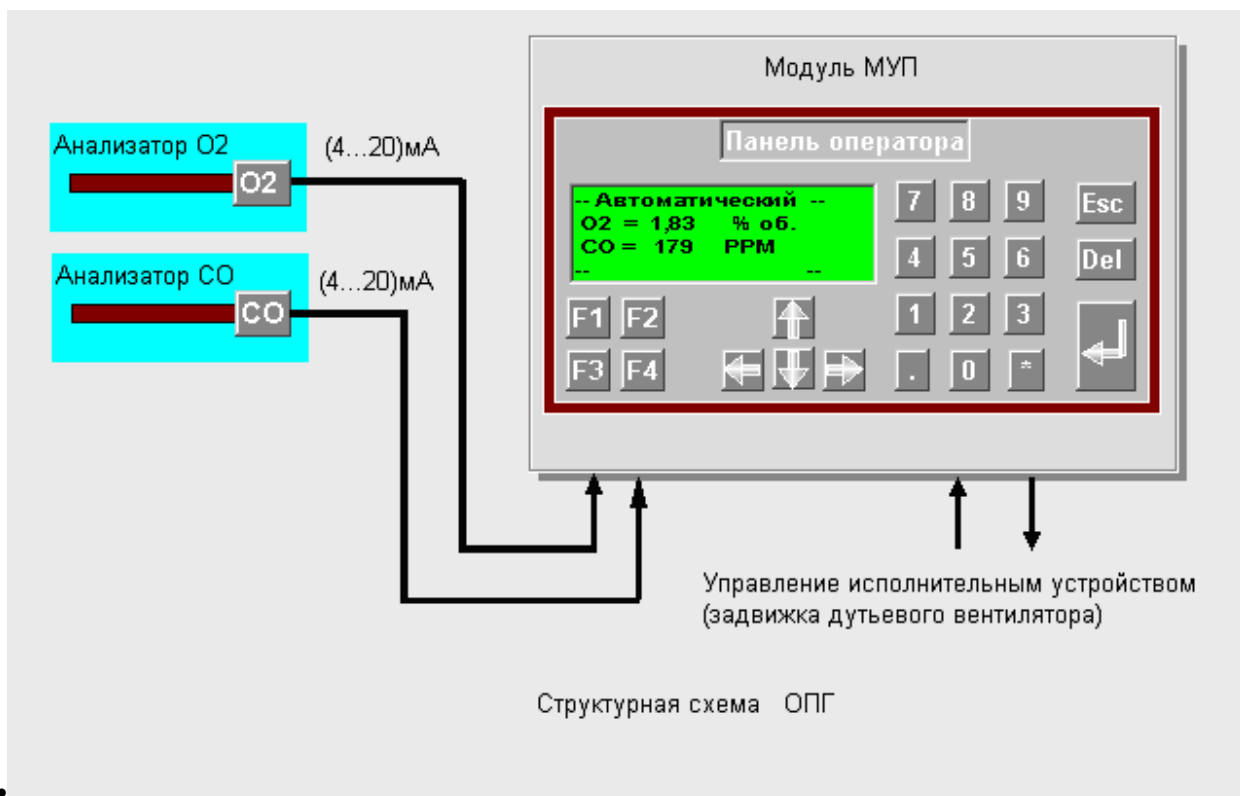 Модуль МУП
Панель оператора
Анализатор О2
(4...20)мА
О2
Анализатор СО
(4...20)мА
СО
-- Автоматический --
О2 = 1,83 % об.
СО = 179 PPM
-- --
7 8 9 Esc
4 5 6 Del
F1 F2
1 2 3
F3 F4
. 0 *
Управление исполнительным устройством
(задвижка дутьевого вентилятора)
Структурная схема ОПГ